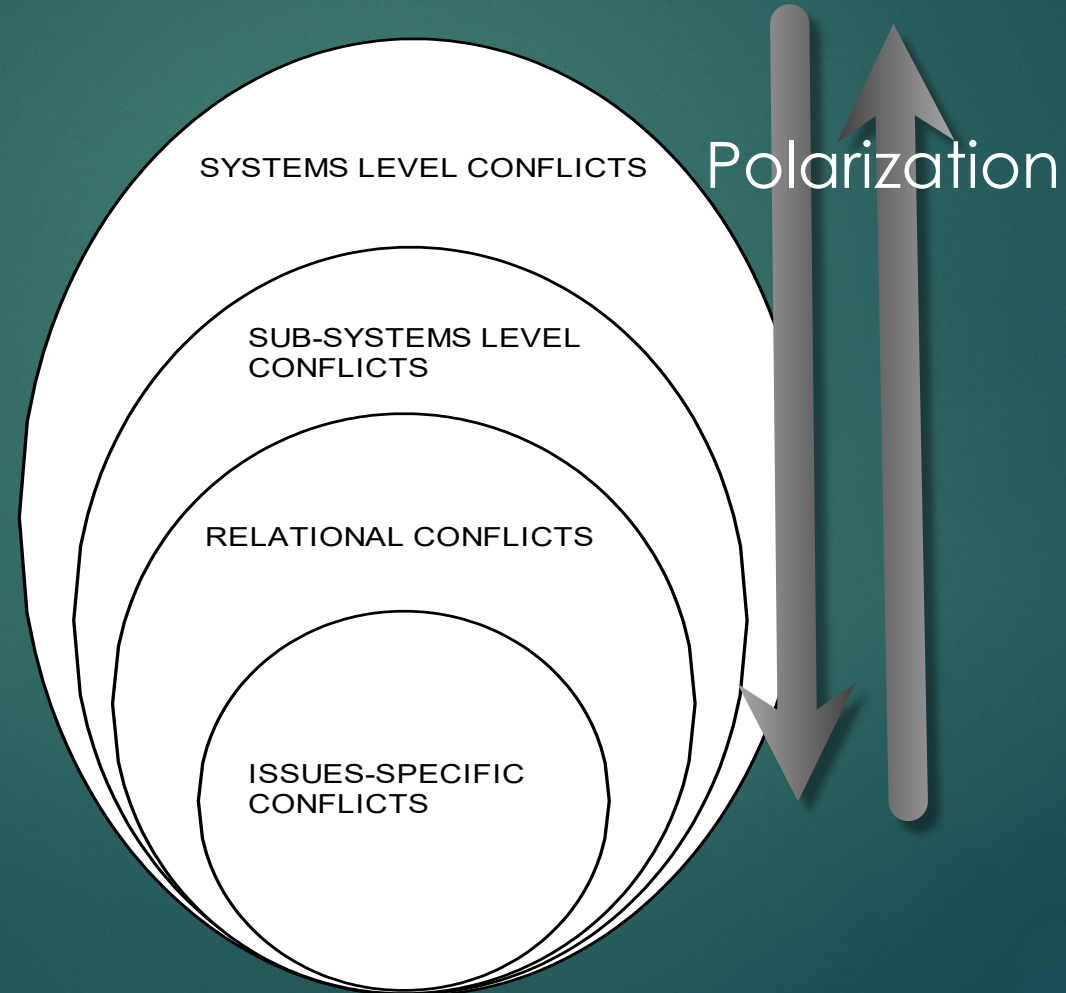 SYSTEMS LEVEL CONFLICTS
Polarization
SUB-SYSTEMS LEVEL
CONFLICTS
RELATIONAL CONFLICTS
ISSUES-SPECIFIC
CONFLICTS